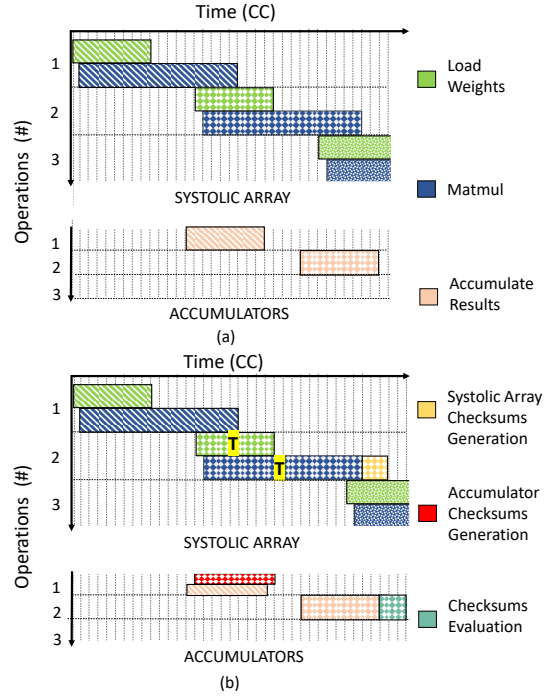 Time (CC)
Operations (#)
1
2
3
SYSTOLIC ARRAY
1
2
3
ACCUMULATORS
(a)
Load
Weights
Matmul
Accumulate
Results
Time (CC)
Operations (#)
1
T
2
T
3
SYSTOLIC ARRAY
1
2
3
ACCUMULATORS
(b)
Systolic Array
Checksums
Generation
Accumulator
Checksums
Generation
Checksums
Evaluation